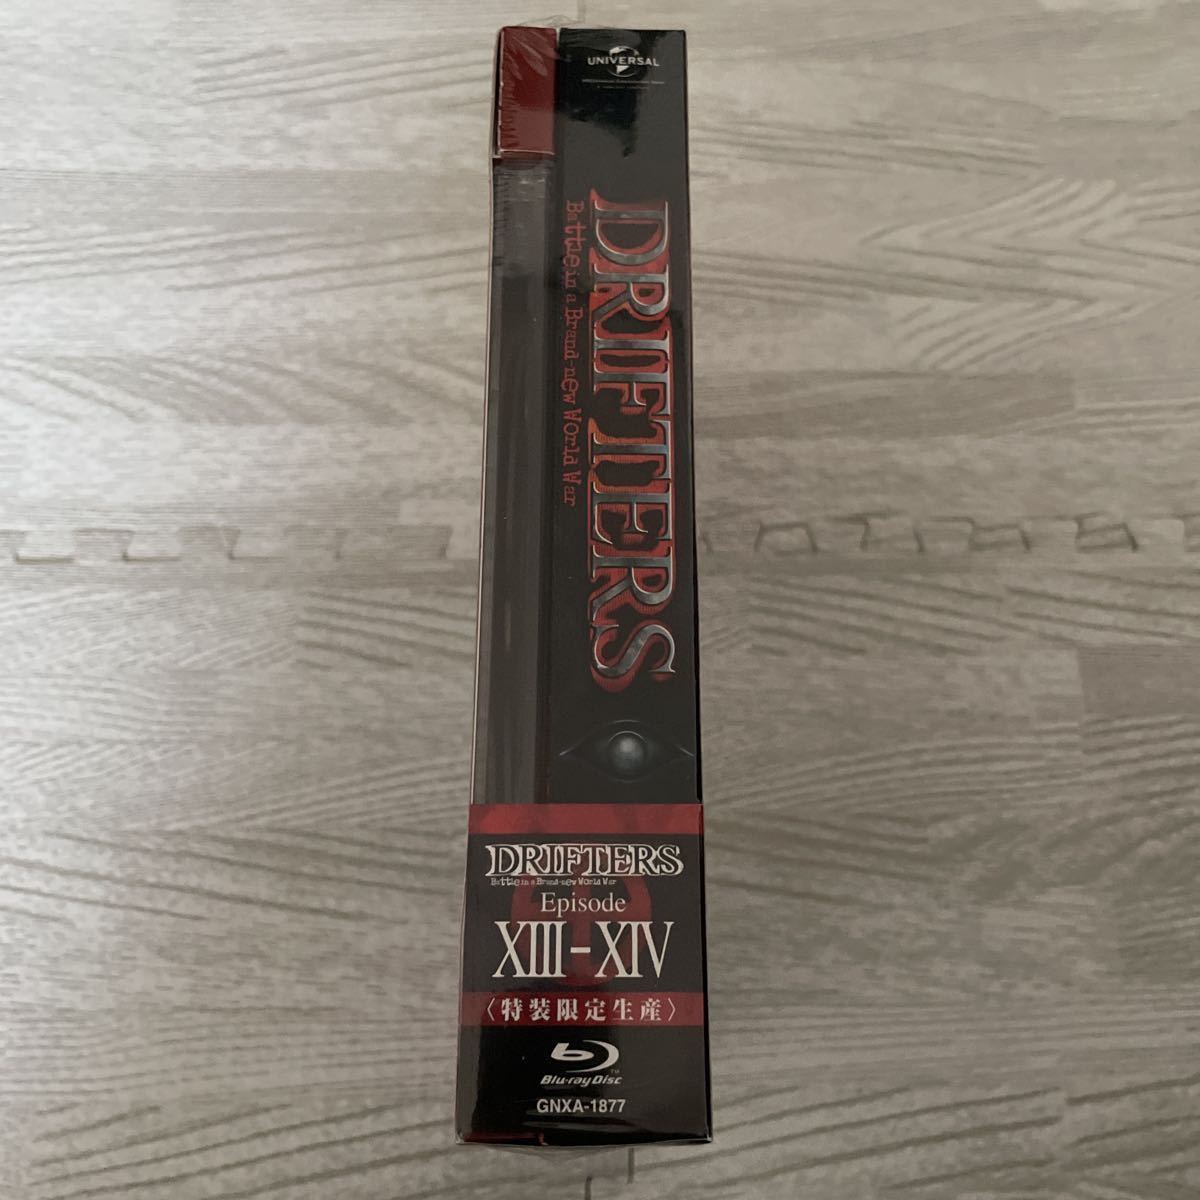 UNIVERSAL
DRIFTERS
Battle in a Brand-new World War
DRIFTERS
Battle in a Brand-new World War
Episode
XIII-XIV
〈特装限定生産〉
Blu-ray Disc™
GNXA-1877